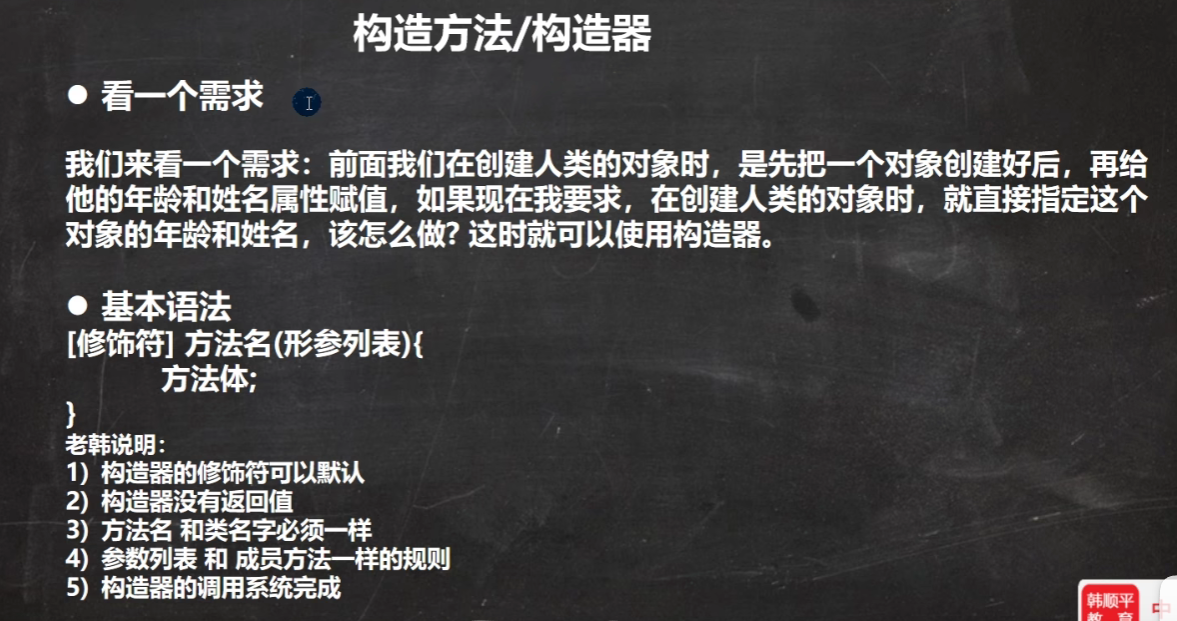 构造方法/构造器
● 看一个需求
我们来看一个需求：前面我们在创建人类的对象时，是先把一个对象创建好后，再给
他的年龄和姓名属性赋值，如果现在我要求，在创建人类的对象时，就直接指定这个
对象的年龄和姓名，该怎么做? 这时就可以使用构造器。
● 基本语法
[修饰符] 方法名(形参列表){
方法体;
}
老韩说明：
1）构造器的修饰符可以默认
2）构造器没有返回值
3）方法名 和类名字必须一样
4）参数列表 和 成员方法一样的规则
5）构造器的调用系统完成
韩顺平
教 育
中